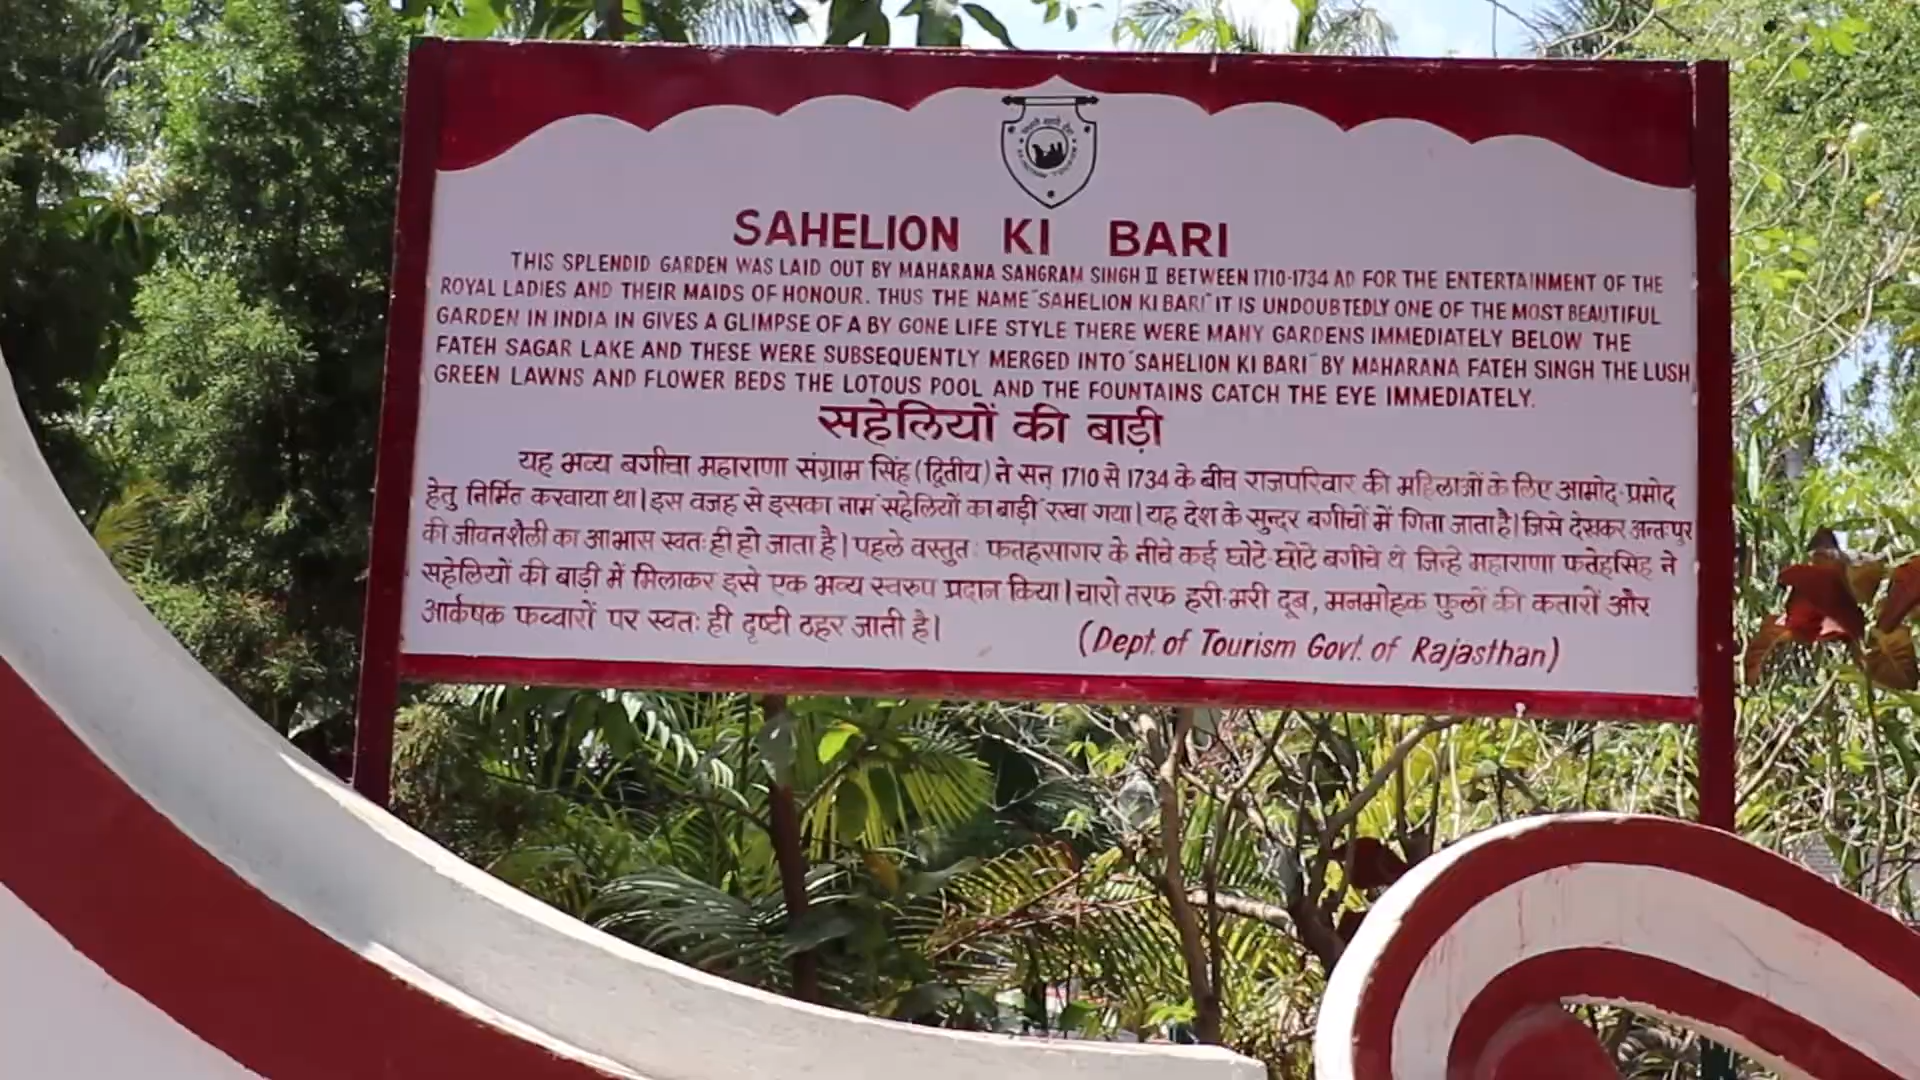 SAHELION KI BARI
THIS SPLENDID GARDEN WAS LAID OUT BY MAHARANA SANGRAM SINGH II BETWEEN 1710-1734 AD FOR THE ENTERTAINMENT OF THE
ROYAL LADIES AND THEIR MAIDS OF HONOUR. THUS THE NAME "SAHELION KI BARI" IT IS UNDOUBTEDLY ONE OF THE MOST BEAUTIFUL
GARDEN IN INDIA IN GIVES A GLIMPSE OF A BY GONE LIFE STYLE THERE WERE MANY GARDENS IMMEDIATELY BELOW THE
FATEH SAGAR LAKE AND THESE WERE SUBSEQUENTLY MERGED INTO "SAHELION KI BARI" BY MAHARANA FATEH SINGH THE LUSH
GREEN LAWNS AND FLOWER BEDS THE LOTOUS POOL AND THE FOUNTAINS CATCH THE EYE IMMEDIATELY.
सहेलियों की बाड़ी
यह भव्य बगीचा महाराणा संग्राम सिंह (द्वितीय) ने सन् 1710 से 1734 के बीच राजपरिवार की महिलाओं के लिए आमोद-प्रमोद
हेतु निर्मित करवाया था। इस वजह से इसका नाम "सहेलियों का बाड़ी" रखा गया। यह देश के सुन्दर बगीचों में गिना जाता है। जिसे देखकर अन्तःपुर
की जीवनशैली का आभास स्वतः ही हो जाता है। पहले वस्तुतः फतहसागर के नीचे कई छोटे-छोटे बगीचे थे जिन्हे महाराणा फतेहसिंह ने
सहेलियों की बाड़ी में मिलाकर इसे एक भव्य स्वरुप प्रदान किया। चारो तरफ हरी-भरी दूब, मनमोहक फुलों की कतारों और
आर्कषक फव्वारों पर स्वतः ही दृष्टी ठहर जाती है।
(Dept. of Tourism Govt. of Rajasthan)